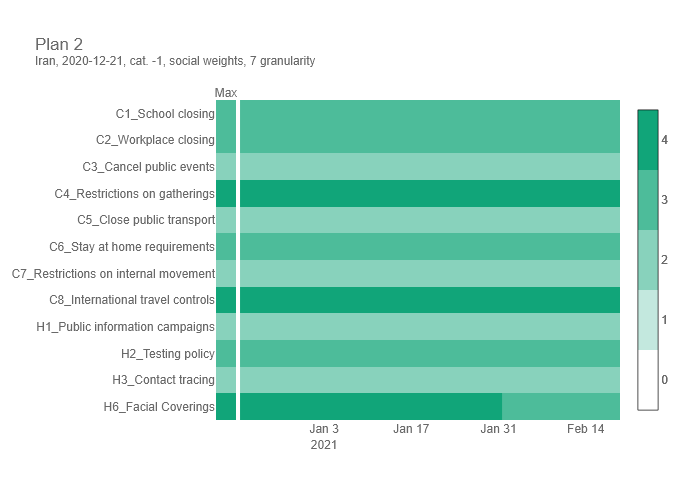 Plan 2
Iran, 2020-12-21, cat. -1, social weights, 7 granularity
Max
C1_School closing
C2_Workplace closing
C3_Cancel public events
C4_Restrictions on gatherings
C5_Close public transport
C6_Stay at home requirements
C7_Restrictions on internal movement
C8_International travel controls
H1_Public information campaigns
H2_Testing policy
H3_Contact tracing
H6_Facial Coverings
Jan 3 Jan 17 Jan 31 Feb 14
2021
4
3
2
1
0